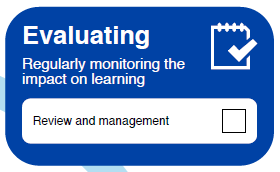 Evaluating
Regularly monitoring the
impact on learning
Review and management